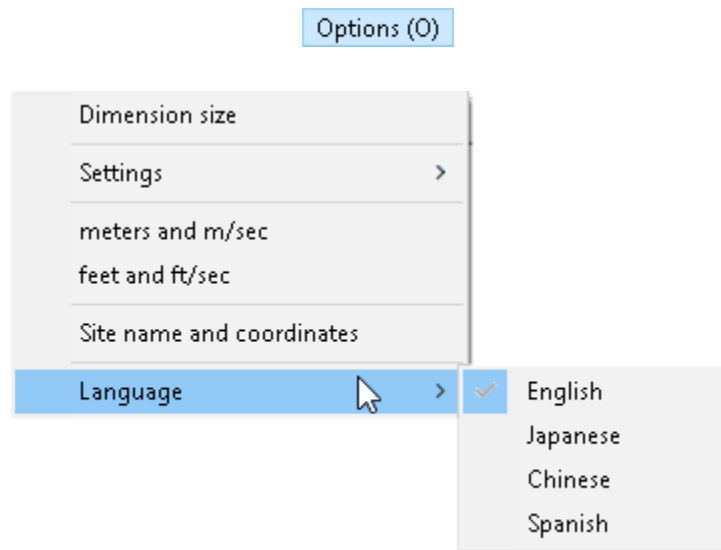 Options (O)
Dimension size
Settings
meters and m/sec
feet and ft/sec
Site name and coordinates
Language
English
Japanese
Chinese
Spanish